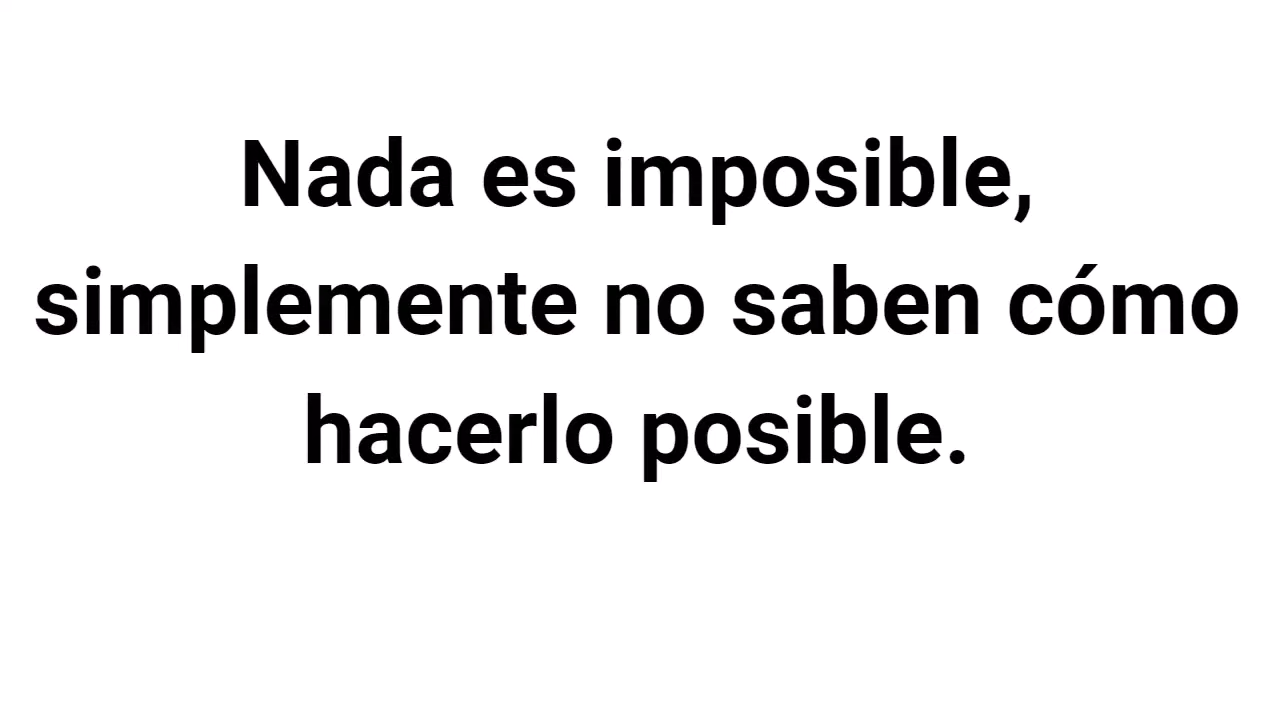 Nada es imposible,
simplemente no saben cómo
hacerlo posible.